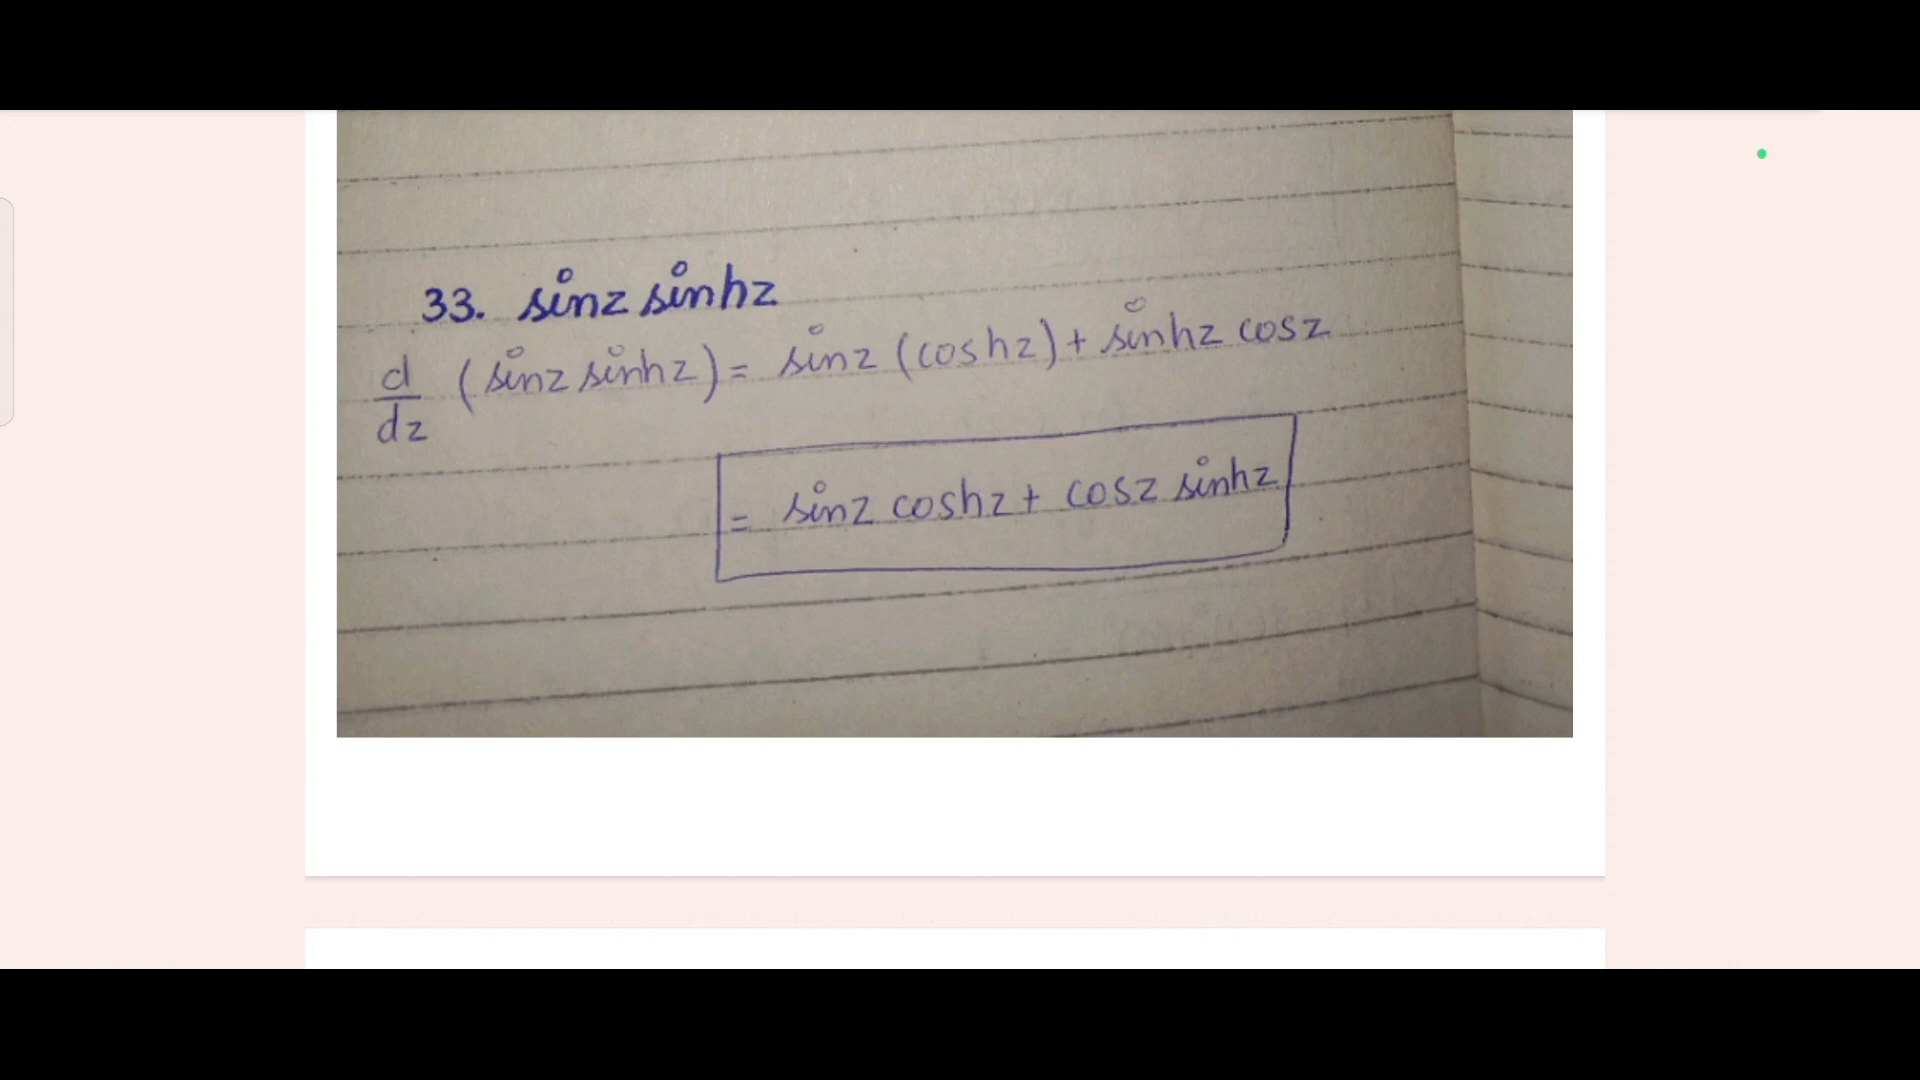 33. sinz sinhz
d/dz (sinz sinhz) = sinz (coshz) + sinhz cosz
= sinz coshz + cosz sinhz